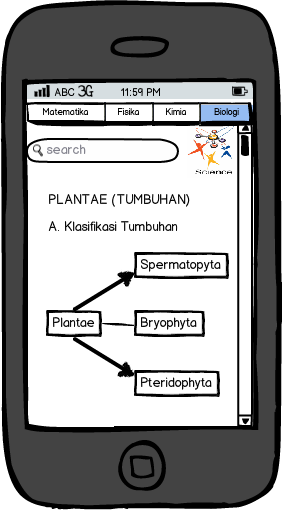 ABC 3G 11:59 PM
Matematika Fisika Kimia Biologi
search
Science
PLANTAE (TUMBUHAN)
A. Klasifikasi Tumbuhan
Spermatopyta
Plantae Bryophyta
Pteridophyta